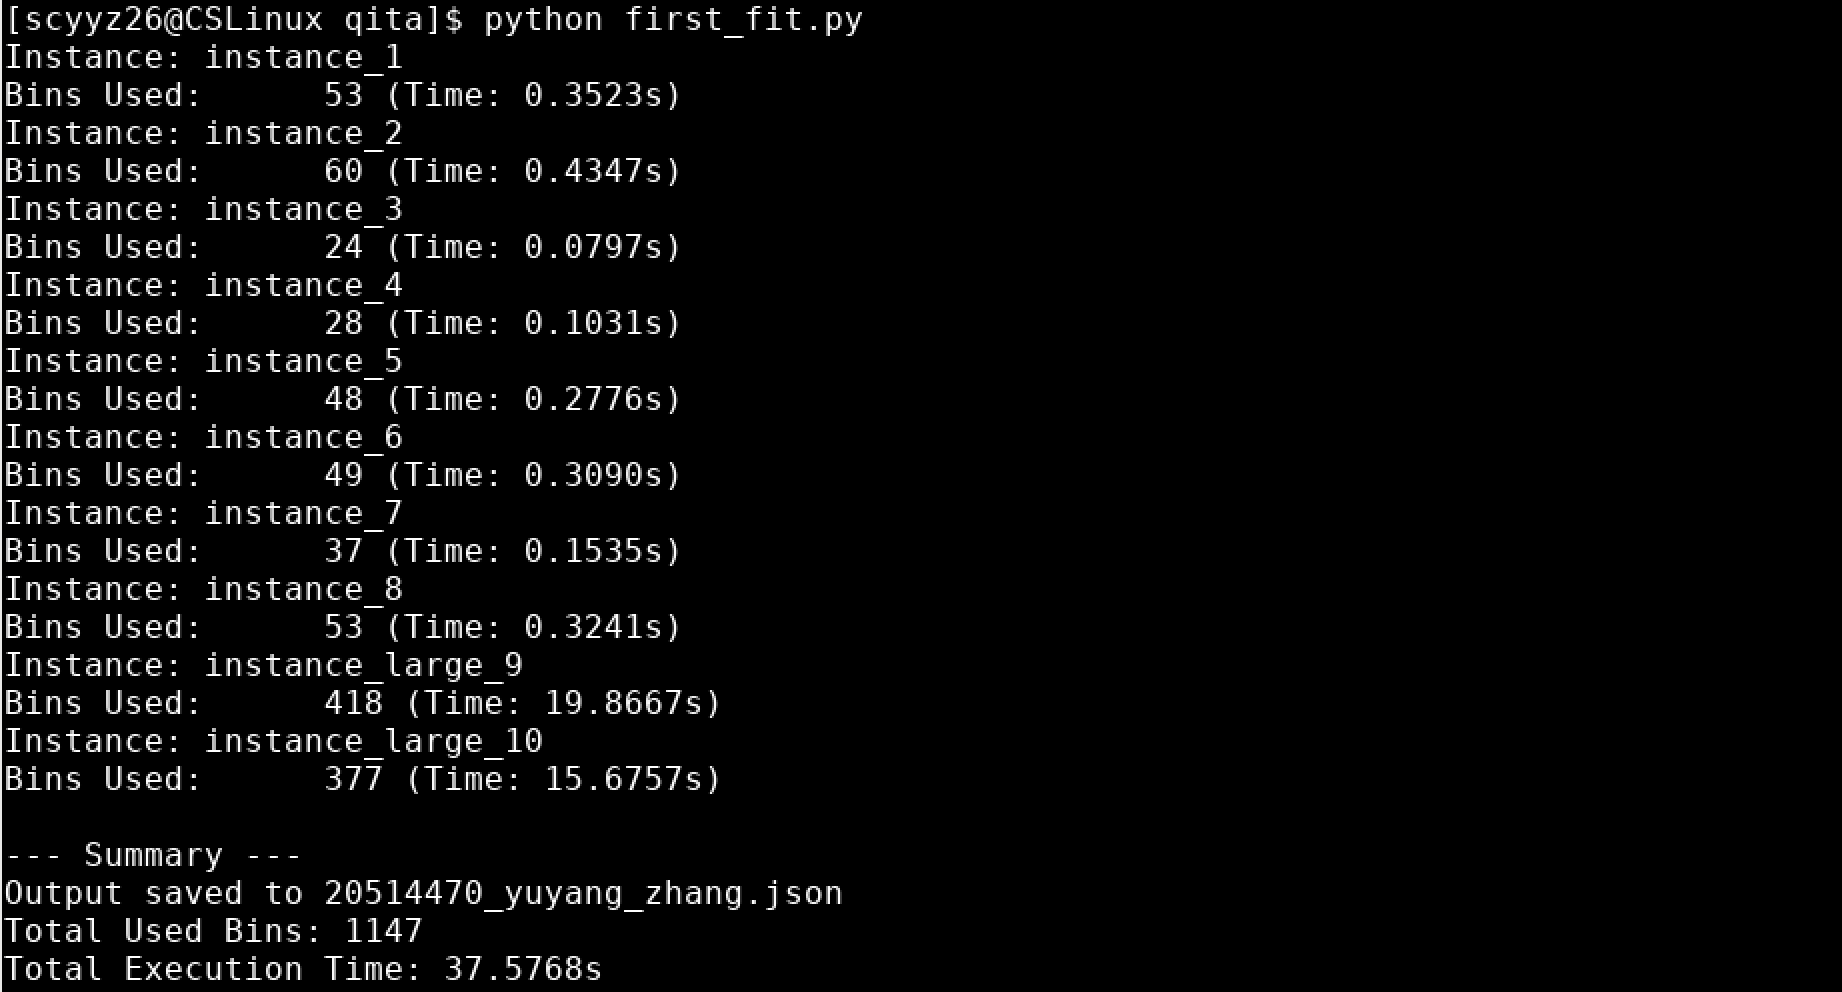 [scyyz26@CSLinux qita]$ python first_fit.py
Instance: instance_1
Bins Used:      53 (Time: 0.3523s)
Instance: instance_2
Bins Used:      60 (Time: 0.4347s)
Instance: instance_3
Bins Used:      24 (Time: 0.0797s)
Instance: instance_4
Bins Used:      28 (Time: 0.1031s)
Instance: instance_5
Bins Used:      48 (Time: 0.2776s)
Instance: instance_6
Bins Used:      49 (Time: 0.3090s)
Instance: instance_7
Bins Used:      37 (Time: 0.1535s)
Instance: instance_8
Bins Used:      53 (Time: 0.3241s)
Instance: instance_large_9
Bins Used:      418 (Time: 19.8667s)
Instance: instance_large_10
Bins Used:      377 (Time: 15.6757s)
--- Summary ---
Output saved to 20514470_yuyang_zhang.json
Total Used Bins: 1147
Total Execution Time: 37.5768s